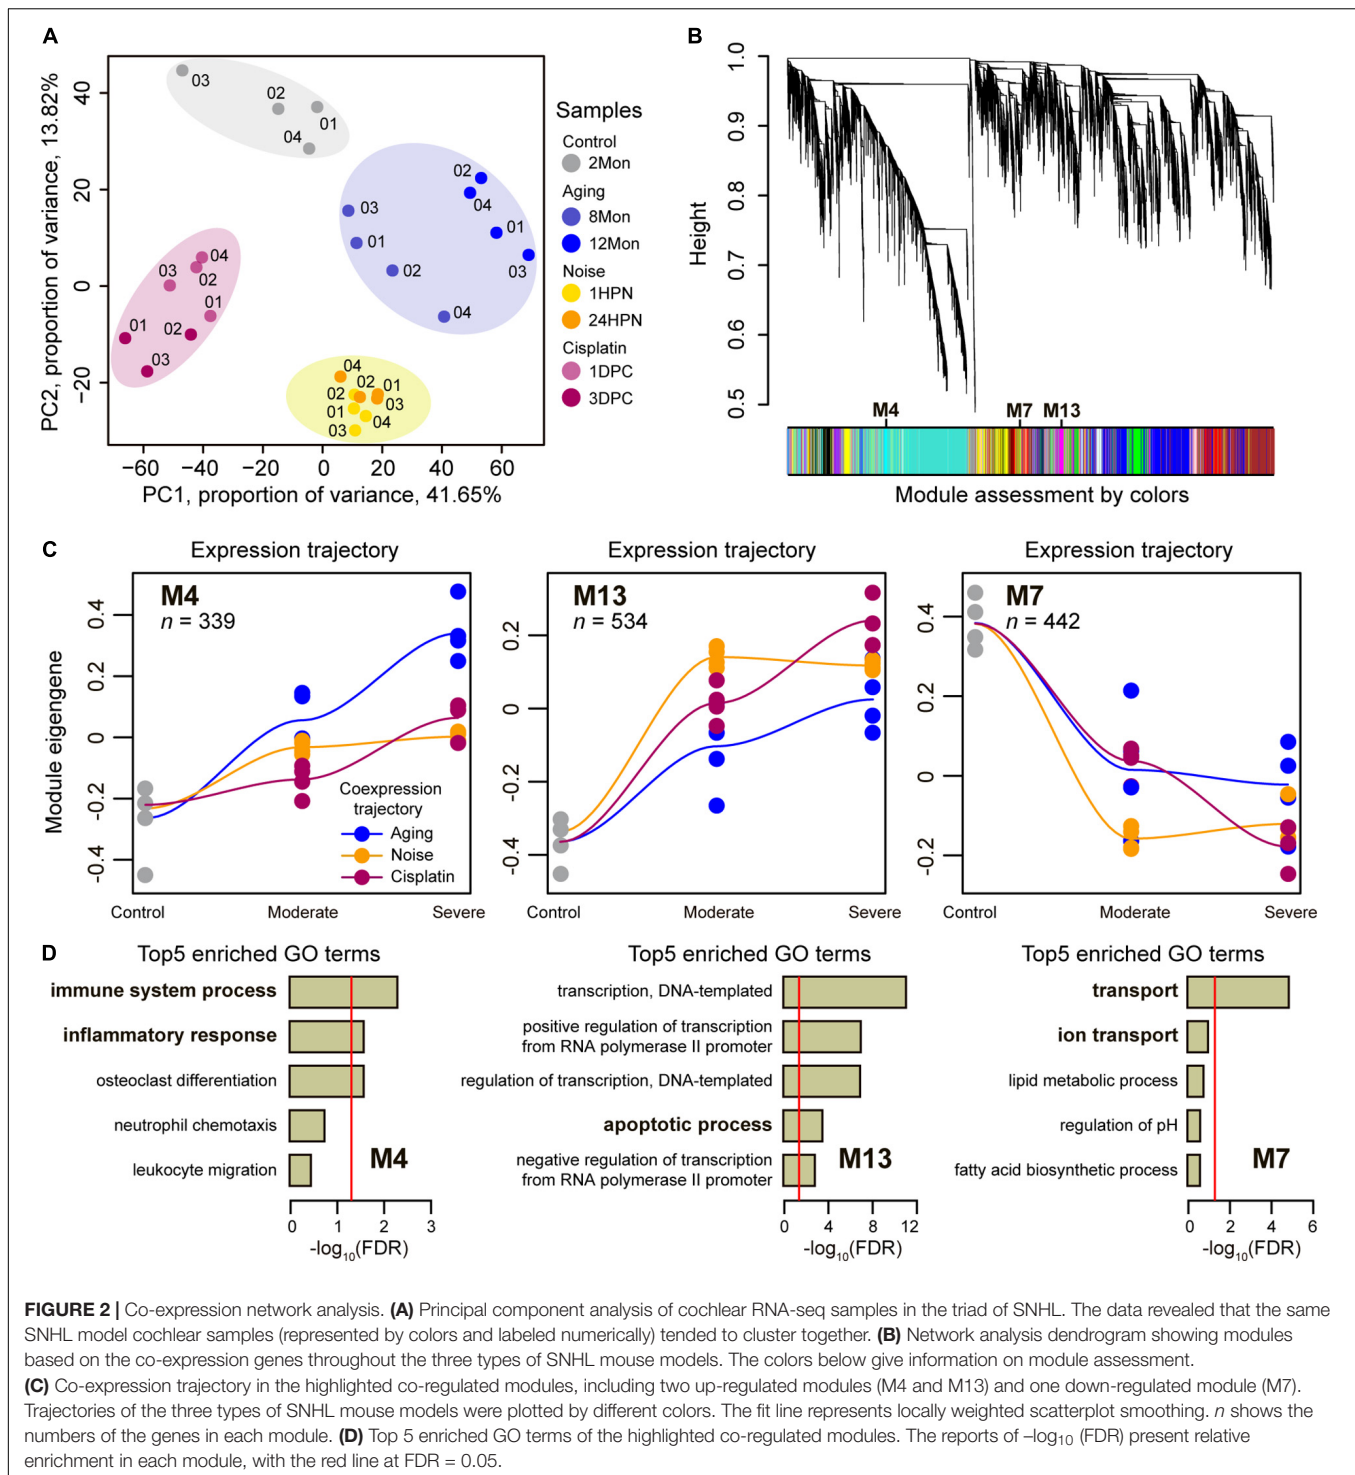 A
PC2, proportion of variance, 13.82%
40
20
0
−20
03
02
01
04
02
04
01
03
03
01
02
04
04
03
02
01
01
02
03
04
02
01
01
03
04
03
−60
−40
−20
0
20
40
60
PC1, proportion of variance, 41.65%
Samples
Control
2Mon
Aging
8Mon
12Mon
Noise
1HPN
24HPN
Cisplatin
1DPC
3DPC
B
Height
1.0
0.9
0.8
0.7
0.6
0.5
M4
M7
M13
Module assessment by colors
C
Expression trajectory
Module eigengene
M4
n = 339
0.4
0.2
0
-0.2
-0.4
Coexpression
trajectory
Aging
Noise
Cisplatin
Control
Moderate
Severe
Expression trajectory
M13
n = 534
0.2
0
-0.2
-0.4
Control
Moderate
Severe
Expression trajectory
M7
n = 442
0.4
0.2
0
-0.2
Control
Moderate
Severe
D
Top5 enriched GO terms
immune system process
inflammatory response
osteoclast differentiation
neutrophil chemotaxis
leukocyte migration
M4
0 1 2 3
-log10(FDR)
Top5 enriched GO terms
transcription, DNA-templated
positive regulation of transcription
from RNA polymerase II promoter
regulation of transcription, DNA-templated
apoptotic process
negative regulation of transcription
from RNA polymerase II promoter
M13
0 4 8 12
-log10(FDR)
Top5 enriched GO terms
transport
ion transport
lipid metabolic process
regulation of pH
fatty acid biosynthetic process
M7
0 2 4 6
-log10(FDR)
FIGURE 2 | Co-expression network analysis. (A) Principal component analysis of cochlear RNA-seq samples in the triad of SNHL. The data revealed that the same
SNHL model cochlear samples (represented by colors and labeled numerically) tended to cluster together. (B) Network analysis dendrogram showing modules
based on the co-expression genes throughout the three types of SNHL mouse models. The colors below give information on module assessment.
(C) Co-expression trajectory in the highlighted co-regulated modules, including two up-regulated modules (M4 and M13) and one down-regulated module (M7).
Trajectories of the three types of SNHL mouse models were plotted by different colors. The fit line represents locally weighted scatterplot smoothing. n shows the
numbers of the genes in each module. (D) Top 5 enriched GO terms of the highlighted co-regulated modules. The reports of –log10 (FDR) present relative
enrichment in each module, with the red line at FDR = 0.05.